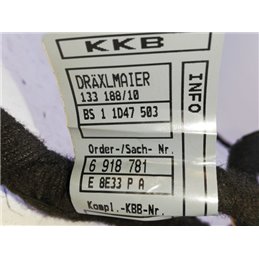 KKB
INFO
DRÄXLMAIER
133 188/10
BS 1 1D47 503
Order-/Sach- Nr.
6 918 781
E 8E33 P A
Kompl.-KBB-Nr.